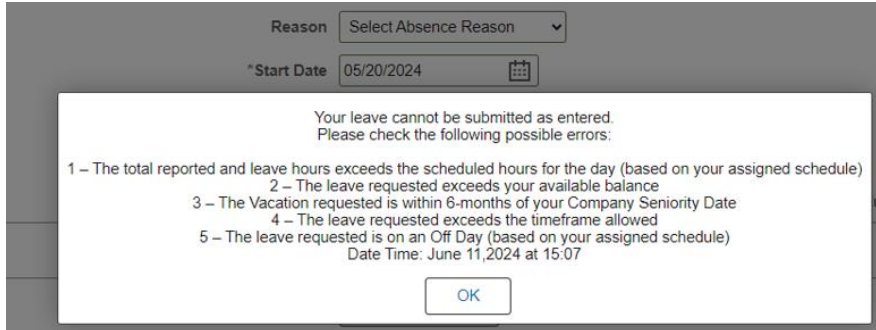 Reason Select Absence Reason
*Start Date 05/20/2024
Your leave cannot be submitted as entered.
Please check the following possible errors:
1 – The total reported and leave hours exceeds the scheduled hours for the day (based on your assigned schedule)
2 – The leave requested exceeds your available balance
3 – The Vacation requested is within 6-months of your Company Seniority Date
4 – The leave requested exceeds the timeframe allowed
5 – The leave requested is on an Off Day (based on your assigned schedule)
Date Time: June 11,2024 at 15:07
OK